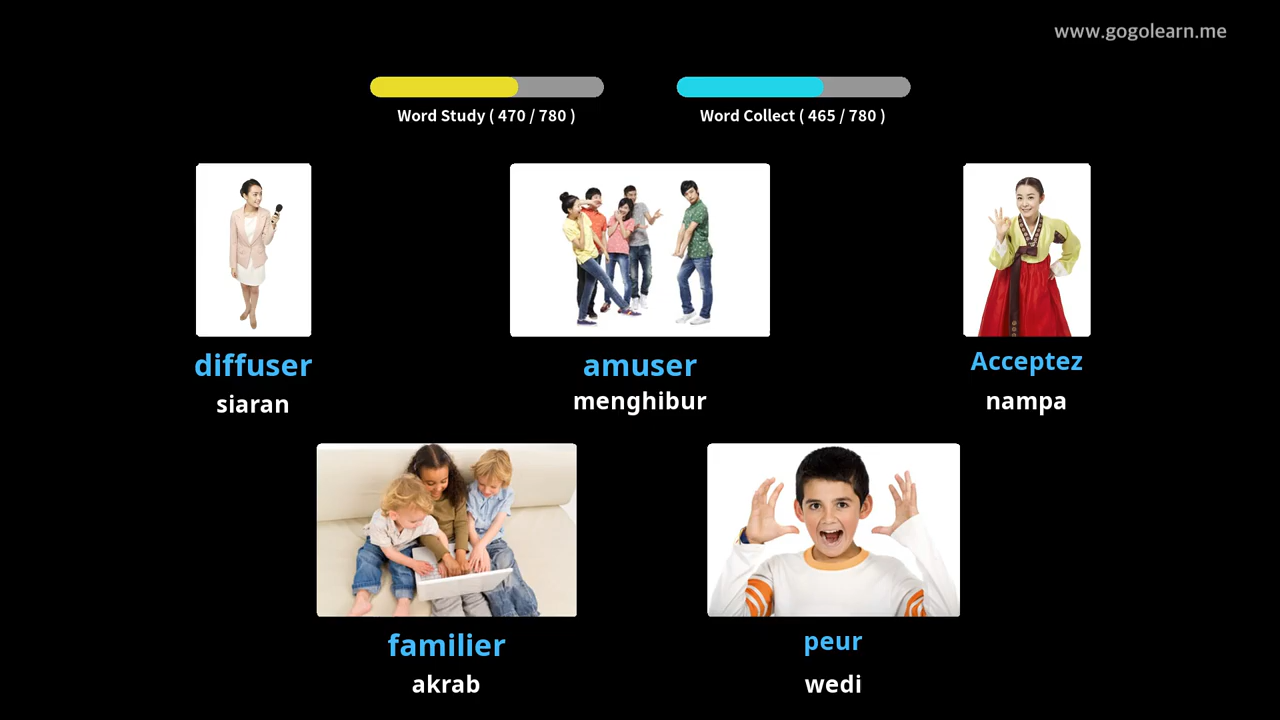 www.gogolearn.me
Word Study ( 470 / 780 )
Word Collect ( 465 / 780 )
diffuser
siaran
amuser
menghibur
Acceptez
nampa
familier
akrab
peur
wedi